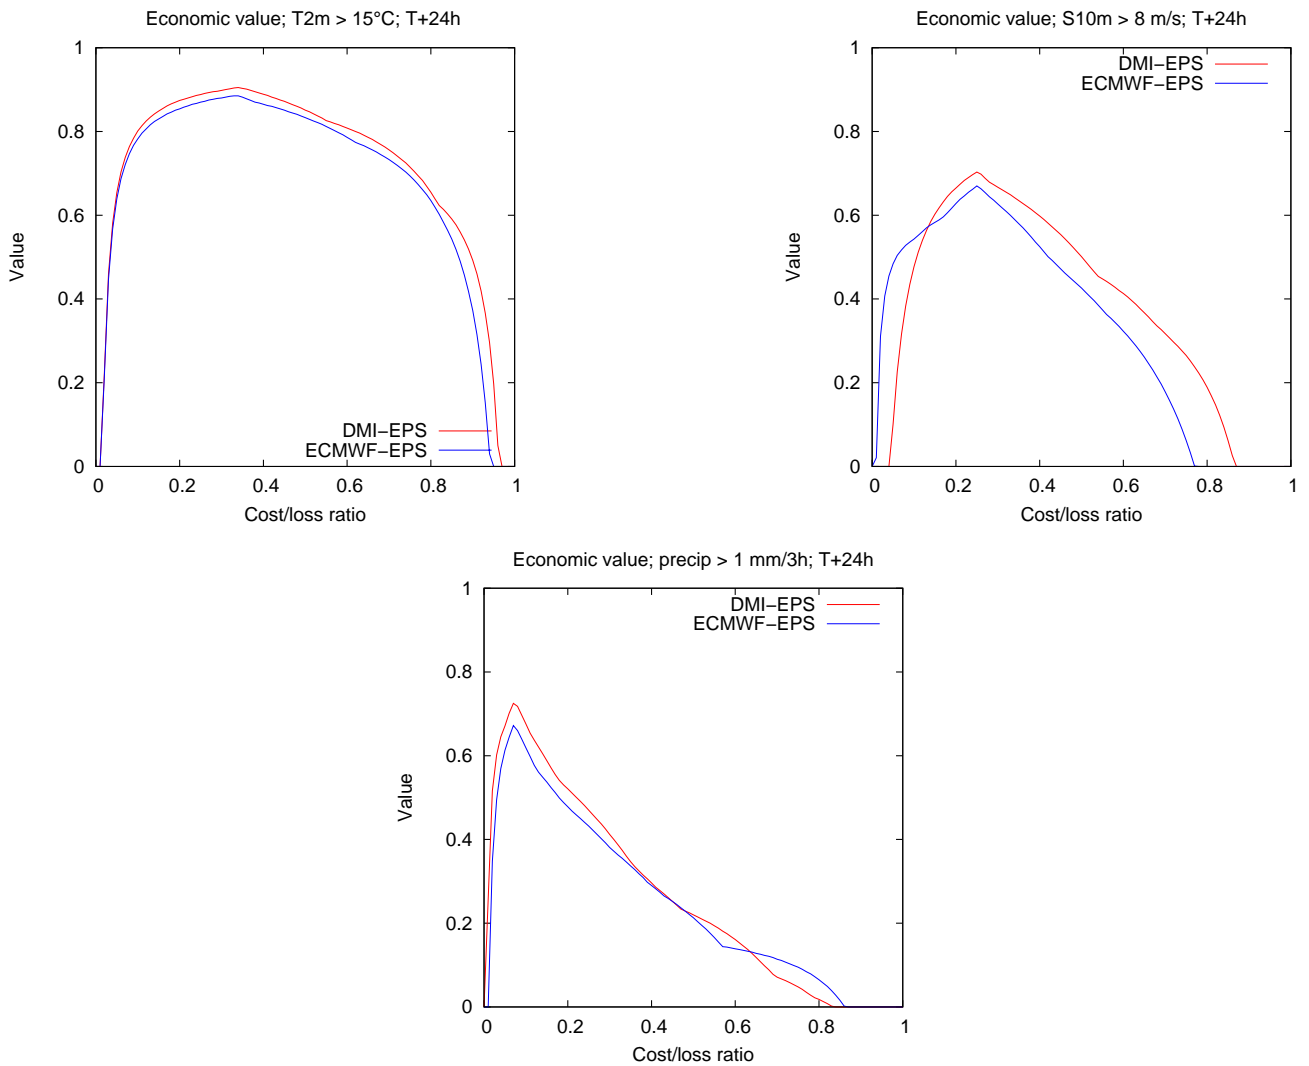 Economic value; T2m > 15°C; T+24h
1
0.8
0.6
0.4
0.2
0
Value
DMI−EPS
ECMWF−EPS
0 0.2 0.4 0.6 0.8 1
Cost/loss ratio
Economic value; S10m > 8 m/s; T+24h
1
0.8
0.6
0.4
0.2
0
Value
DMI−EPS
ECMWF−EPS
0 0.2 0.4 0.6 0.8 1
Cost/loss ratio
Economic value; precip > 1 mm/3h; T+24h
1
0.8
0.6
0.4
0.2
0
Value
DMI−EPS
ECMWF−EPS
0 0.2 0.4 0.6 0.8 1
Cost/loss ratio